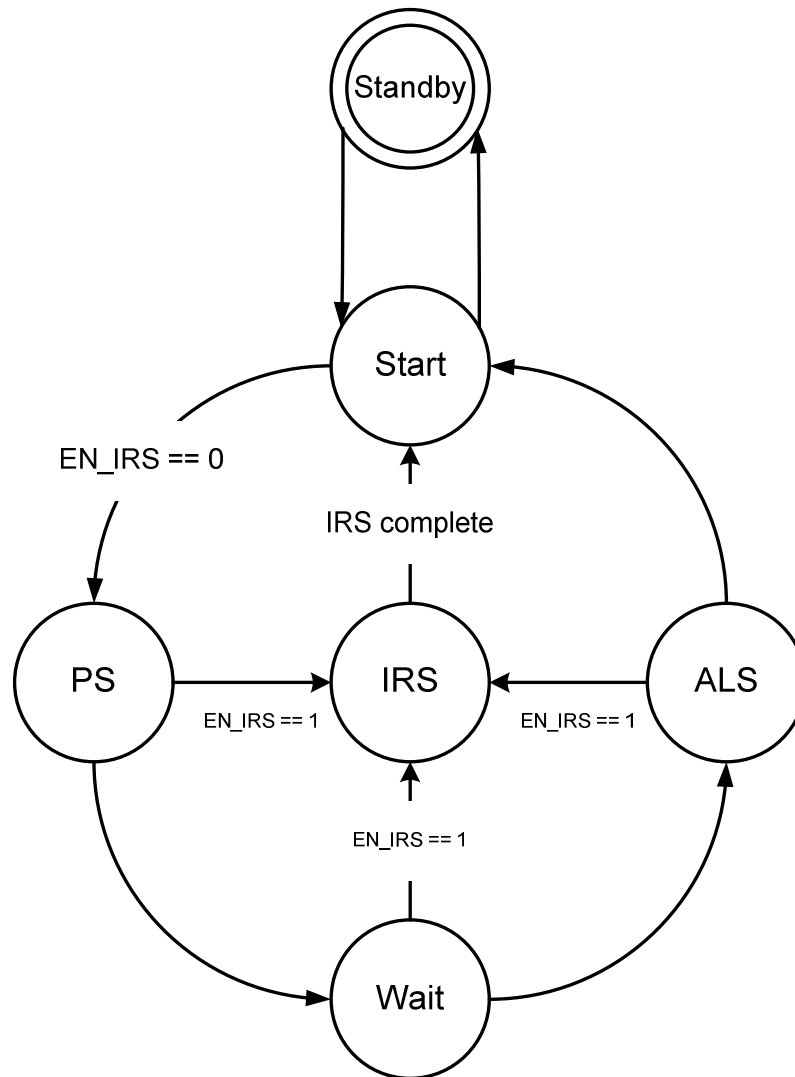 Standby
Start
EN_IRS == 0
IRS complete
PS
IRS
ALS
EN_IRS == 1
EN_IRS == 1
EN_IRS == 1
Wait